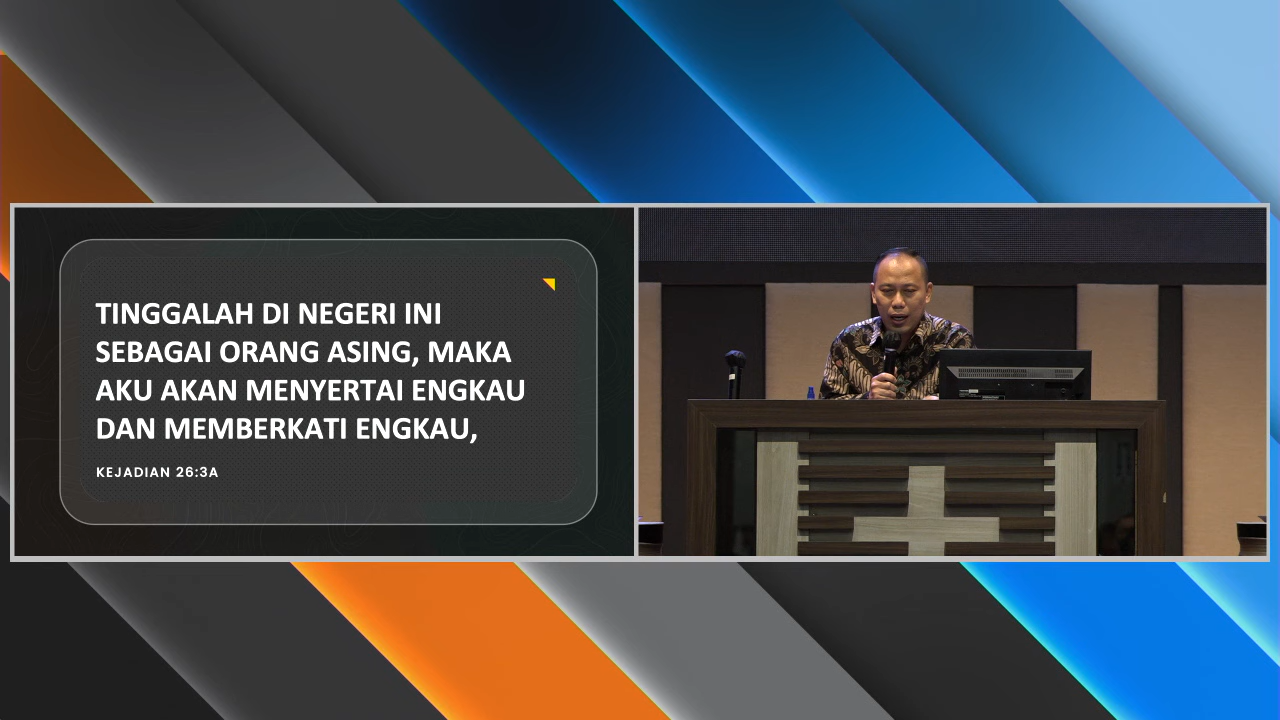 TINGGALAH DI NEGERI INI
SEBAGAI ORANG ASING, MAKA
AKU AKAN MENYERTAI ENGKAU
DAN MEMBERKATI ENGKAU,
KEJADIAN 26:3A